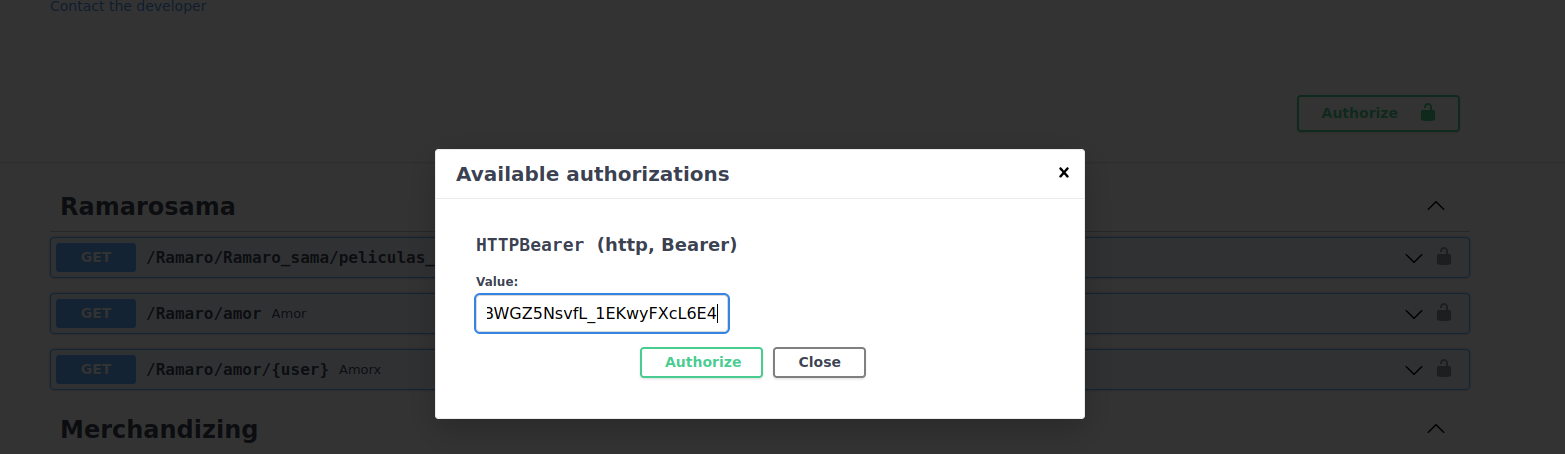 Contact the developer
Authorize
Available authorizations
HTTPBearer (http, Bearer)
Value:
3WGZ5NsvfL_1EKwyFXcL6E4
Authorize Close
Ramarosama
GET /Ramaro/Ramaro_sama/peliculas_
GET /Ramaro/amor Amor
GET /Ramaro/amor/{user} Amorx
Merchandizing